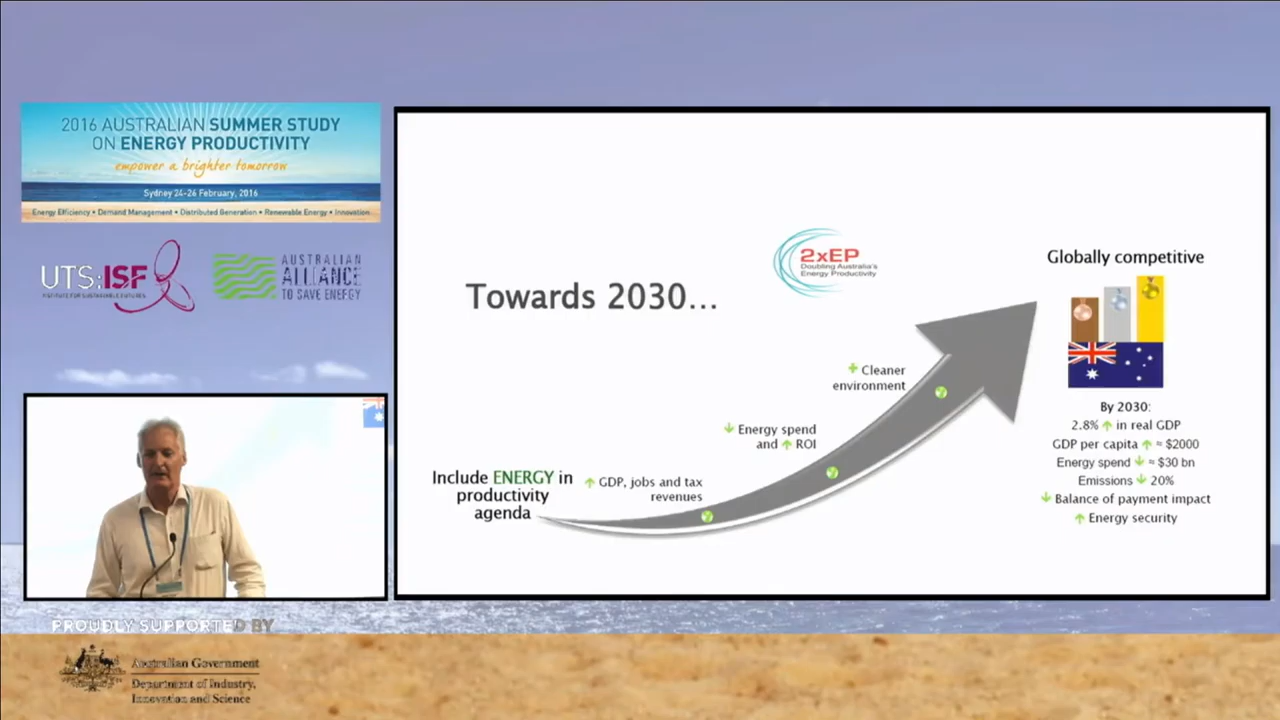 2016 AUSTRALIAN SUMMER STUDY
ON ENERGY PRODUCTIVITY
empower a brighter tomorrow
Sydney 24-26 February, 2016
Energy Efficiency • Demand Management • Distributed Generation • Renewable Energy • Innovation
UTS:ISF
INSTITUTE FOR SUSTAINABLE FUTURES
AUSTRALIAN
ALLIANCE
TO SAVE ENERGY
PROUDLY SUPPORTED BY
Australian Government
Department of Industry,
Innovation and Science
Towards 2030...
2xEP
Doubling Australia's
Energy Productivity
Include ENERGY in
productivity
agenda
↑ GDP, jobs and tax
revenues
↓ Energy spend
and ↑ ROI
+ Cleaner
environment
Globally competitive
By 2030:
2.8% ↑ in real GDP
GDP per capita ↑ ≈ $2000
Energy spend ↓ ≈ $30 bn
Emissions ↓ 20%
↓ Balance of payment impact
↑ Energy security